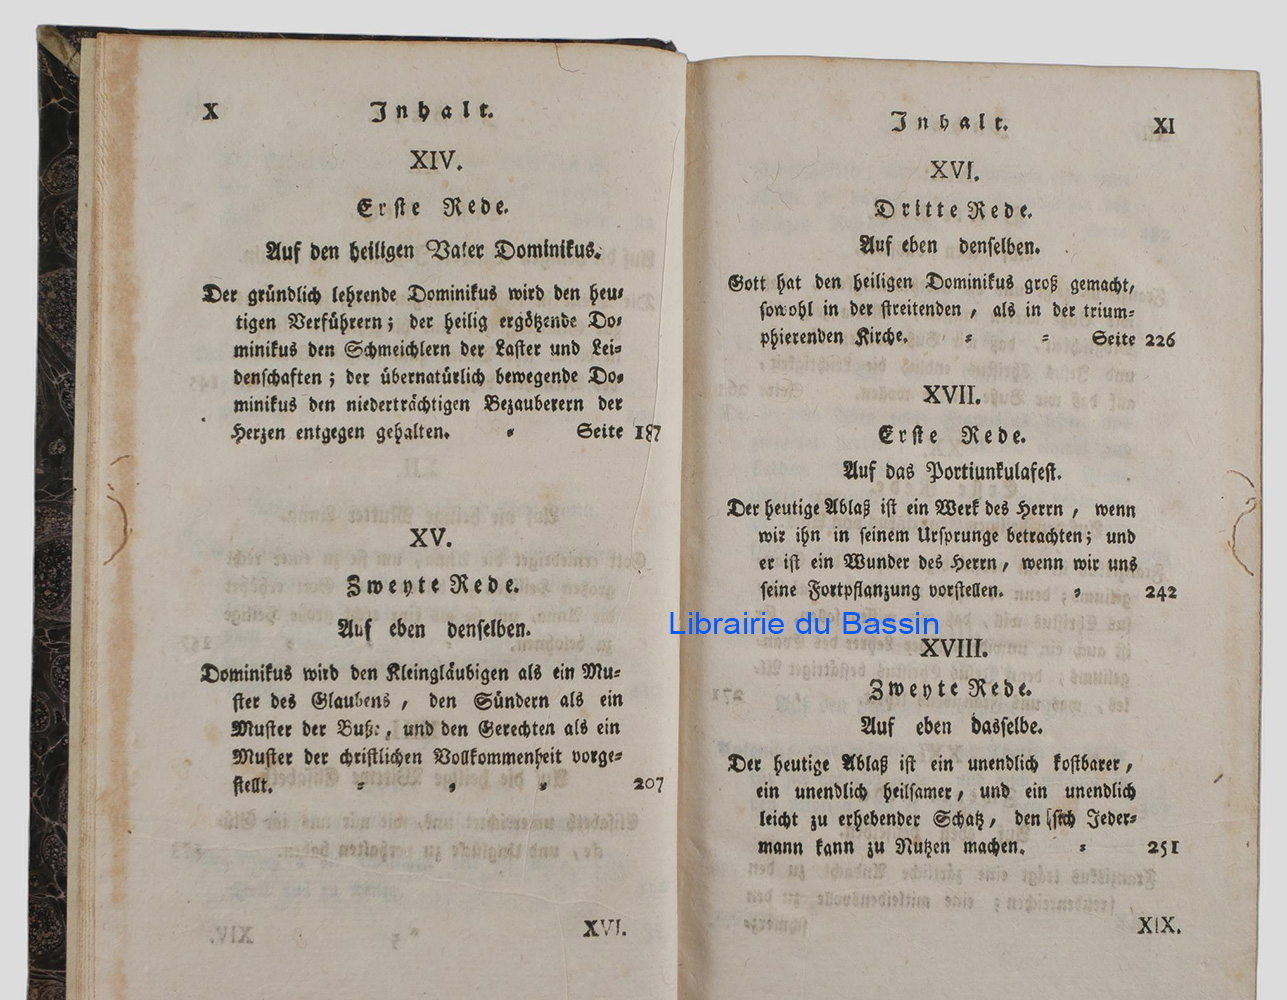 X Inhalt.
XIV.
Erste Rede.
Auf den heiligen Vater Dominikus.
Der gründlich lehrende Dominikus wird den heu-
tigen Verführern; der heilig ergötzende Do-
minikus den Schmeichlern der Laster und Lei-
denschaften; der übernatürlich bewegende Do-
minikus den niederträchtigen Bezauberern der
Herzen entgegen gehalten. - Seite 187
XV.
Zweyte Rede.
Auf eben denselben.
Dominikus wird den Kleingläubigen als ein Mu-
ster des Glaubens, den Sündern als ein
Muster der Buße, und den Gerechten als ein
Muster der christlichen Vollkommenheit vorge-
stellt. - - - 207
XVI.
Inhalt. XI
XVI.
Dritte Rede.
Auf eben denselben.
Gott hat den heiligen Dominikus groß gemacht,
sowohl in der streitenden, als in der trium-
phierenden Kirche. - - Seite 226
XVII.
Erste Rede.
Auf das Portiunkulafest.
Der heutige Ablaß ist ein Werk des Herrn, wenn
wir ihn in seinem Ursprunge betrachten; und
er ist ein Wunder des Herrn, wenn wir uns
seine Fortpflanzung vorstellen. - 242
Librairie du Bassin
XVIII.
Zweyte Rede.
Auf eben dasselbe.
Der heutige Ablaß ist ein unendlich kostbarer,
ein unendlich heilsamer, und ein unendlich
leicht zu erhebender Schatz, den sich Jeder-
mann kann zu Nutzen machen. - 251
XIX.